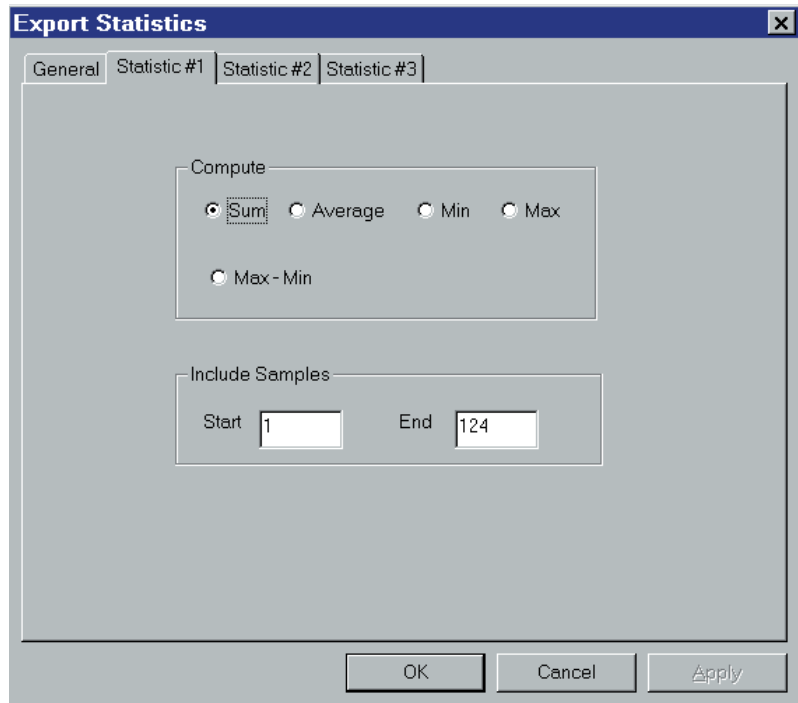 Export Statistics
General Statistic #1 Statistic #2 Statistic #3
Compute
Sum Average Min Max
Max - Min
Include Samples
Start 1 End 124
OK Cancel Apply